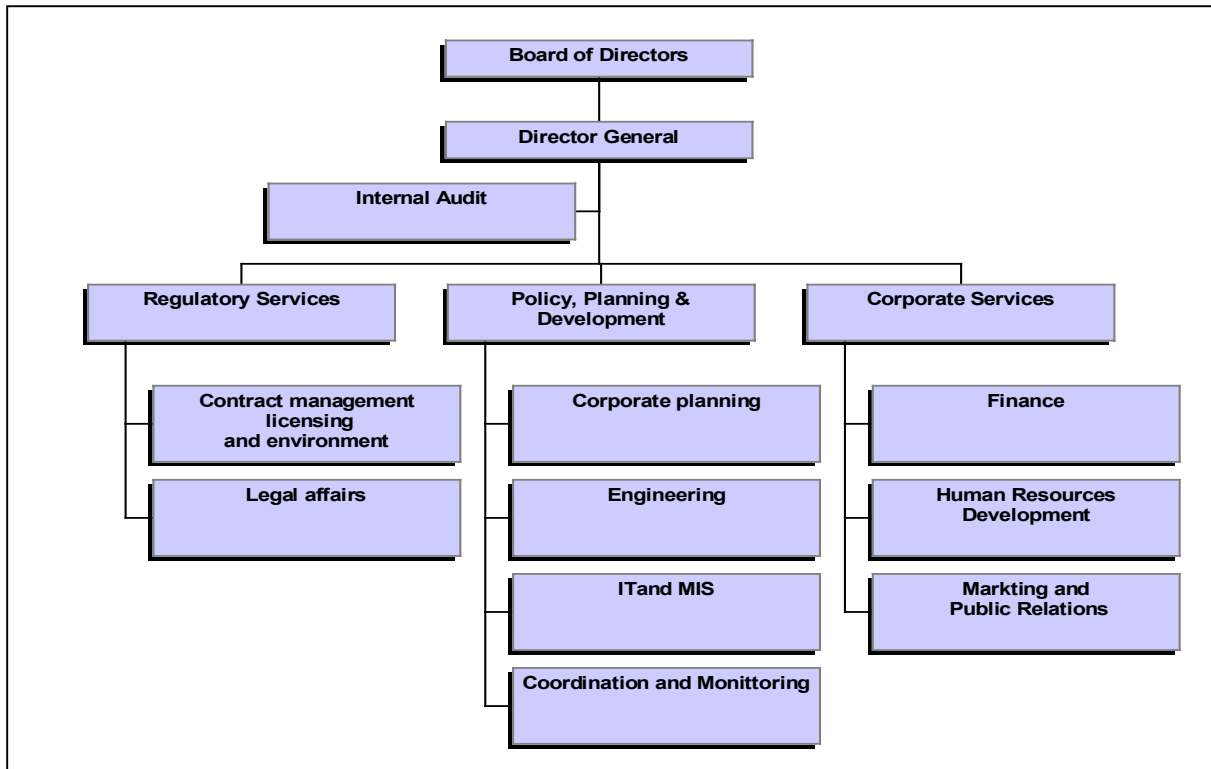 Board of Directors
Director General
Internal Audit
Regulatory Services
Policy, Planning &
Development
Corporate Services
Contract management
licensing
and environment
Legal affairs
Corporate planning
Engineering
ITand MIS
Coordination and Monittoring
Finance
Human Resources
Development
Markting and
Public Relations